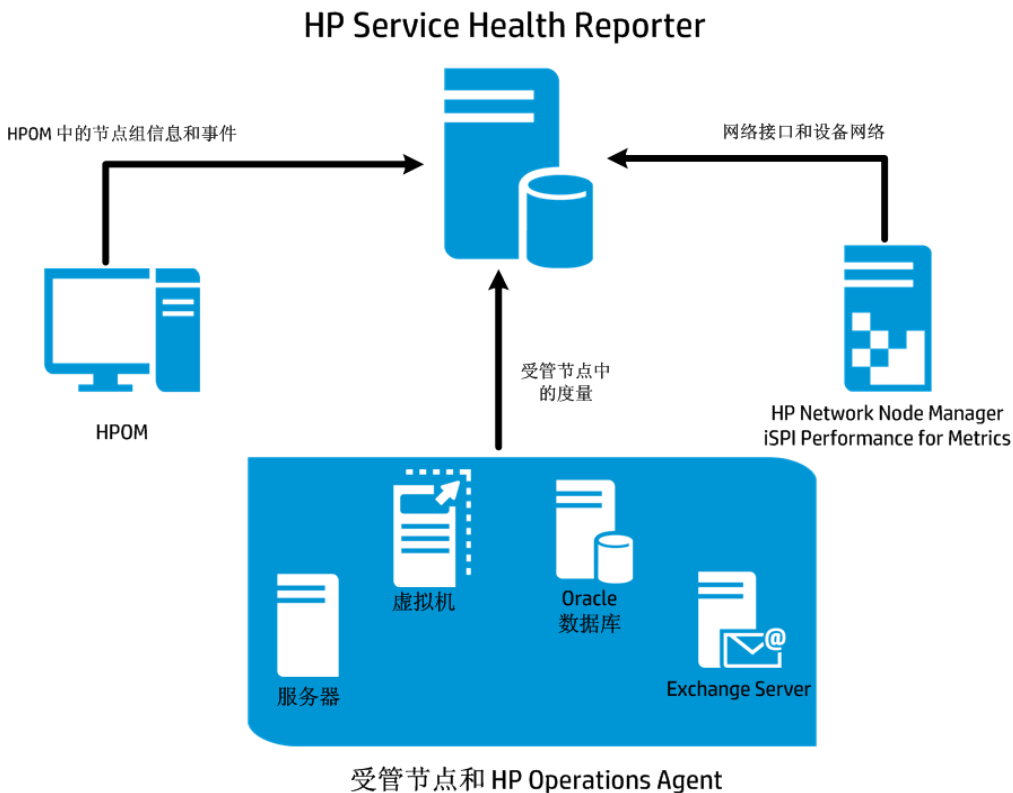 HP Service Health Reporter
HPOM 中的节点组信息和事件
网络接口和设备网络
受管节点中
的度量
HPOM
HP Network Node Manager
iSPI Performance for Metrics
虚拟机
Oracle
数据库
服务器
@
Exchange Server
受管节点和 HP Operations Agent